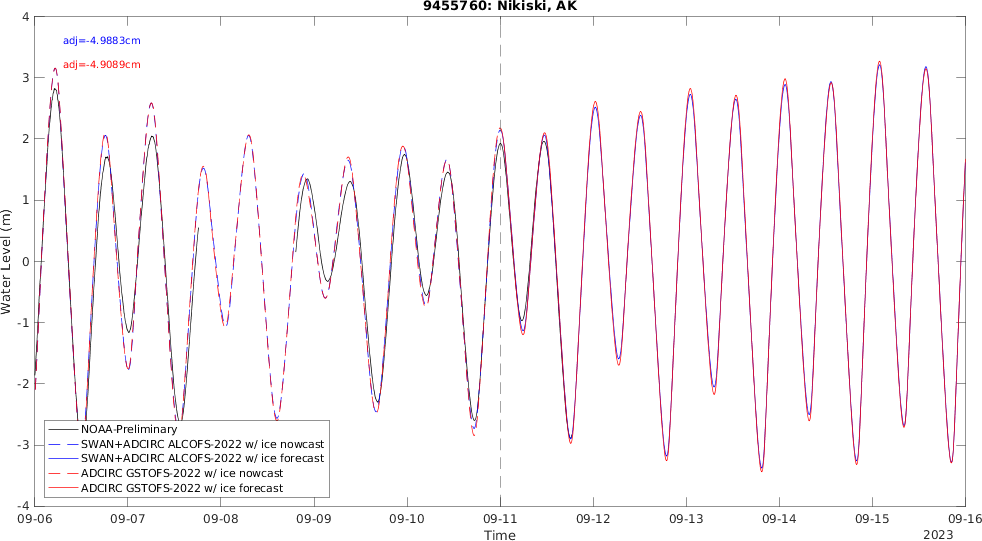 9455760: Nikiski, AK
adj=-4.9883cm
adj=-4.9089cm
Water Level (m)
4
3
2
1
0
-1
-2
-3
-4
NOAA-Preliminary
SWAN+ADCIRC ALCOFS-2022 w/ ice nowcast
SWAN+ADCIRC ALCOFS-2022 w/ ice forecast
ADCIRC GSTOFS-2022 w/ ice nowcast
ADCIRC GSTOFS-2022 w/ ice forecast
09-06 09-07 09-08 09-09 09-10 09-11 09-12 09-13 09-14 09-15 09-16
Time
2023